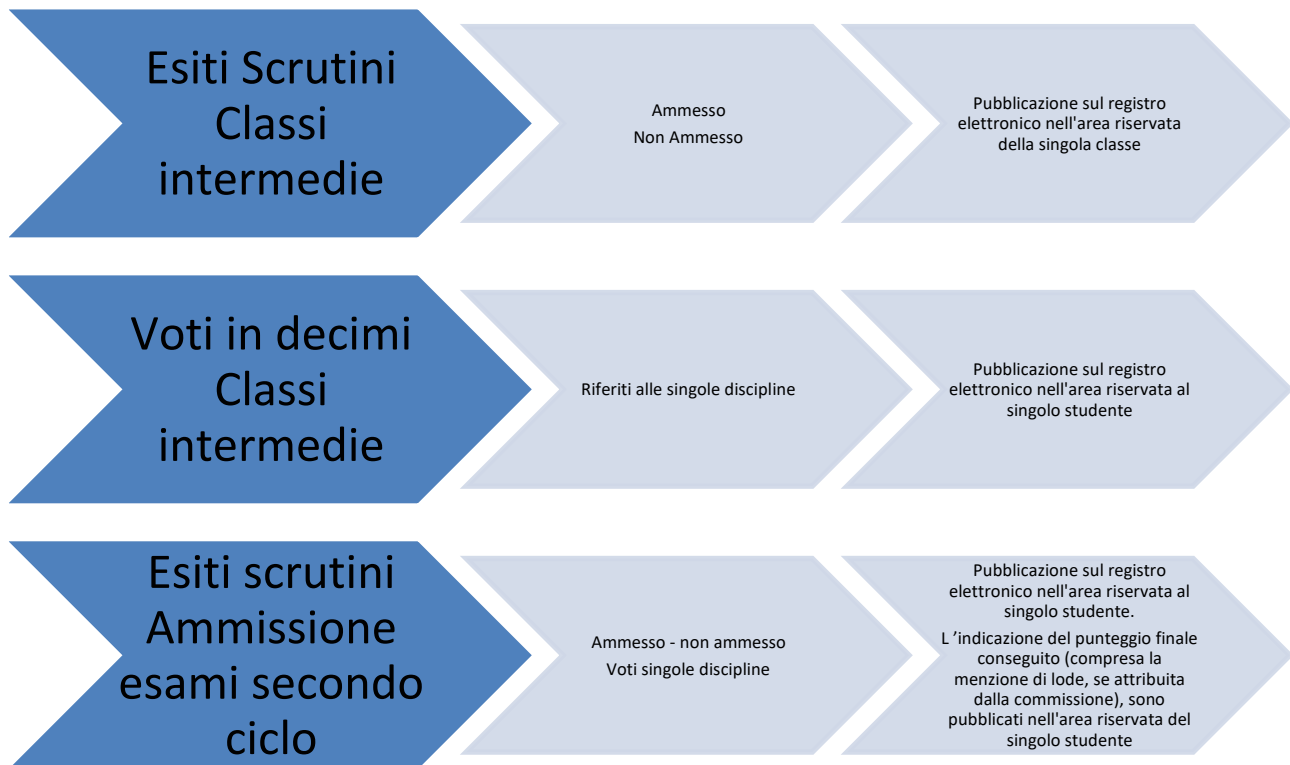 Esiti Scrutini
Classi
intermedie
Ammesso
Non Ammesso
Pubblicazione sul registro
elettronico nell'area riservata
della singola classe
Voti in decimi
Classi
intermedie
Riferiti alle singole discipline
Pubblicazione sul registro
elettronico nell'area riservata al
singolo studente
Esiti scrutini
Ammissione
esami secondo
ciclo
Ammesso - non ammesso
Voti singole discipline
Pubblicazione sul registro
elettronico nell'area riservata al
singolo studente.
L ’indicazione del punteggio finale
conseguito (compresa la
menzione di lode, se attribuita
dalla commissione), sono
pubblicati nell'area riservata del
singolo studente